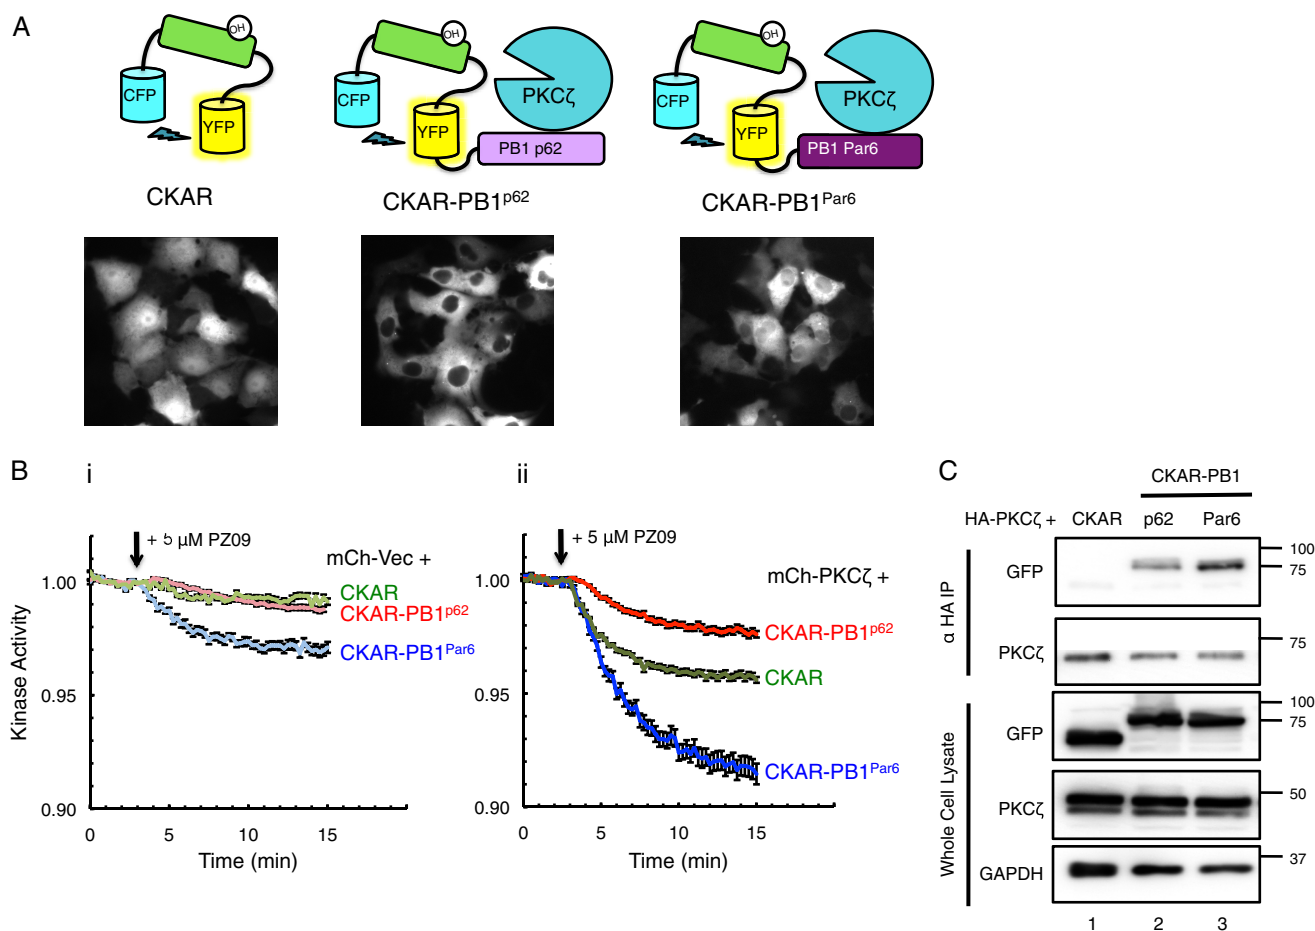 A
OH
OH
OH
CFP
YFP
CFP
YFP
PKCζ
PB1 p62
CFP
YFP
PKCζ
PB1 Par6
CKAR
CKAR-PB1p62
CKAR-PB1Par6
B
i
+ 5 μM PZ09
mCh-Vec +
CKAR
CKAR-PB1p62
CKAR-PB1Par6
Kinase Activity
1.00
0.95
0.90
0 5 10 15
Time (min)
ii
+ 5 μM PZ09
mCh-PKCζ +
CKAR-PB1p62
CKAR
CKAR-PB1Par6
1.00
0.95
0.90
0 5 10 15
Time (min)
C
CKAR-PB1
HA-PKCζ + CKAR p62 Par6
α HA IP
GFP
100
75
PKCζ
75
Whole Cell Lysate
GFP
100
75
PKCζ
50
GAPDH
37
1 2 3